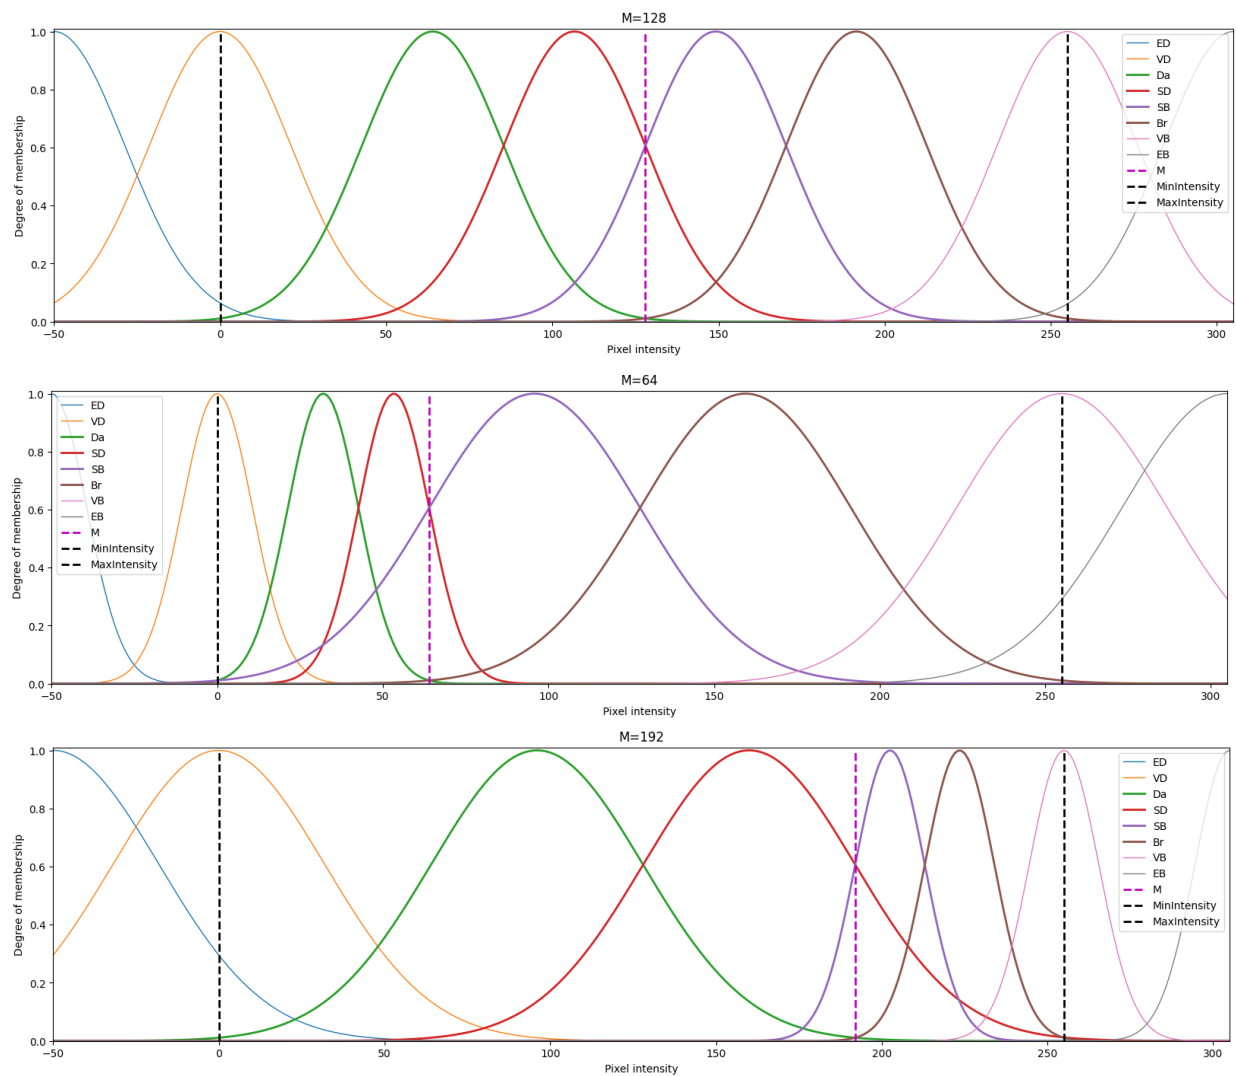 M=128
Degree of membership
1.0
0.8
0.6
0.4
0.2
0.0
−50
0
50
100
150
200
250
300
Pixel intensity
ED
VD
Da
SD
SB
Br
VB
EB
M
MinIntensity
MaxIntensity
M=64
Degree of membership
1.0
0.8
0.6
0.4
0.2
0.0
−50
0
50
100
150
200
250
300
Pixel intensity
ED
VD
Da
SD
SB
Br
VB
EB
M
MinIntensity
MaxIntensity
M=192
Degree of membership
1.0
0.8
0.6
0.4
0.2
0.0
−50
0
50
100
150
200
250
300
Pixel intensity
ED
VD
Da
SD
SB
Br
VB
EB
M
MinIntensity
MaxIntensity